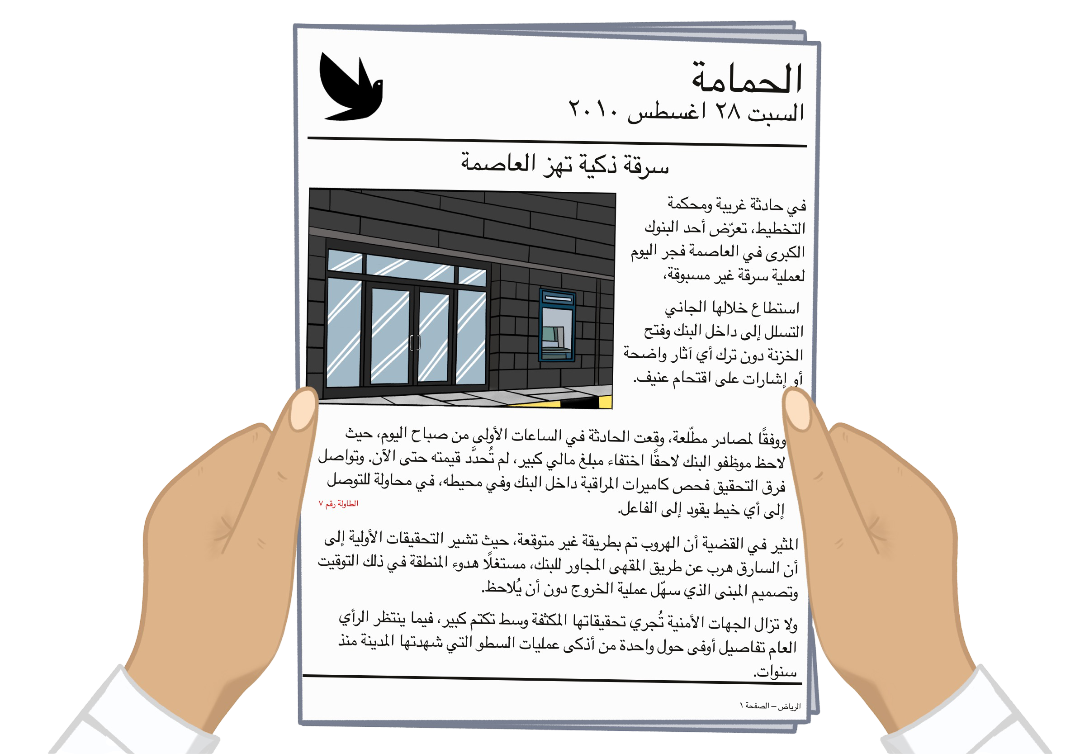 الحمامة
السبت ٢٨ اغسطس ٢٠١٠
سرقة ذكية تهز العاصمة
في حادثة غريبة ومحكمة
التخطيط، تعرّض أحد البنوك
الكبرى في العاصمة فجر اليوم
لعملية سرقة غير مسبوقة،
استطاع خلالها الجاني
التسلل إلى داخل البنك وفتح
الخزنة دون ترك أي آثار واضحة
أو إشارات على اقتحام عنيف.
ووفقًا لمصادر مطّلعة، وقعت الحادثة في الساعات الأولى من صباح اليوم، حيث
لاحظ موظفو البنك لاحقًا اختفاء مبلغ مالي كبير، لم تُحدَّد قيمته حتى الآن. وتواصل
فرق التحقيق فحص كاميرات المراقبة داخل البنك وفي محيطه، في محاولة للتوصل
إلى أي خيط يقود إلى الفاعل.
الطاولة رقم ٧
المثير في القضية أن الهروب تم بطريقة غير متوقعة، حيث تشير التحقيقات الأولية إلى
أن السارق هرب عن طريق المقهى المجاور للبنك، مستغلًا هدوء المنطقة في ذلك التوقيت
وتصميم المبنى الذي سهّل عملية الخروج دون أن يُلاحظ.
ولا تزال الجهات الأمنية تُجري تحقيقاتها المكثفة وسط تكتم كبير، فيما ينتظر الرأي
العام تفاصيل أوفى حول واحدة من أذكى عمليات السطو التي شهدتها المدينة منذ
سنوات.
الرياض – الصفحة ١